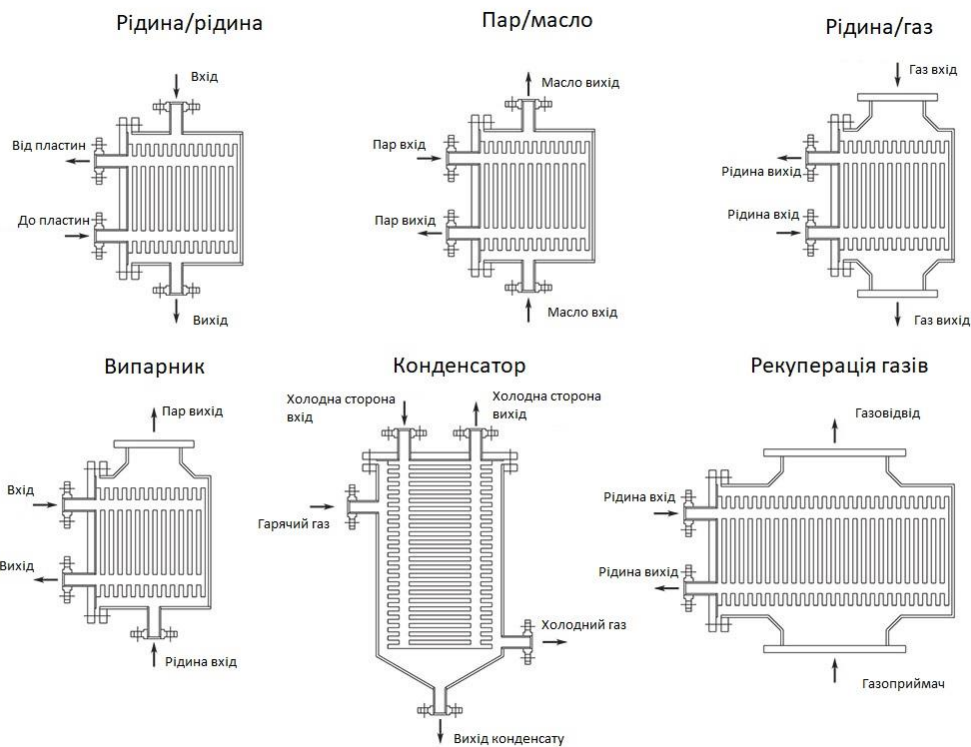 Рідина/рідина
Вхід
Від пластин
До пластин
Вихід
Пар/масло
Масло вихід
Пар вхід
Пар вихід
Масло вхід
Рідина/газ
Газ вхід
Рідина вихід
Рідина вхід
Газ вихід
Випарник
Пар вихід
Вхід
Вихід
Рідина вхід
Конденсатор
Холодна сторона
вхід
Холодна сторона
вихід
Гарячий газ
Холодний газ
Вихід конденсату
Рекуперація газів
Газовідвід
Рідина вхід
Рідина вихід
Газоприймач